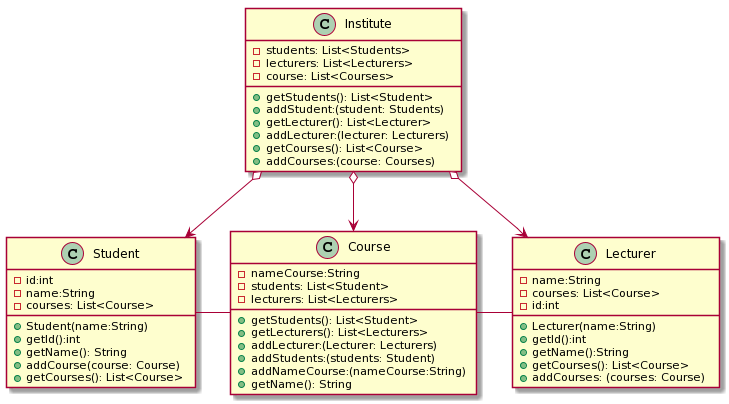 C Institute
students: List<Students>
lecturers: List<Lecturers>
course: List<Courses>
getStudents(): List<Student>
addStudent:(student: Students)
getLecturer(): List<Lecturer>
addLecturer:(lecturer: Lecturers)
getCourses(): List<Course>
addCourses:(course: Courses)
C Student
id:int
name:String
courses: List<Course>
Student(name:String)
getId():int
getName(): String
addCourse(course: Course)
getCourses(): List<Course>
C Course
nameCourse:String
students: List<Student>
lecturers: List<Lecturers>
getStudents(): List<Student>
getLecturers(): List<Lecturers>
addLecturer:(Lecturer: Lecturers)
addStudents:(students: Student)
addNameCourse:(nameCourse:String)
getName(): String
C Lecturer
name:String
courses: List<Course>
id:int
Lecturer(name:String)
getId():int
getName():String
getCourses(): List<Course>
addCourses: (courses: Course)